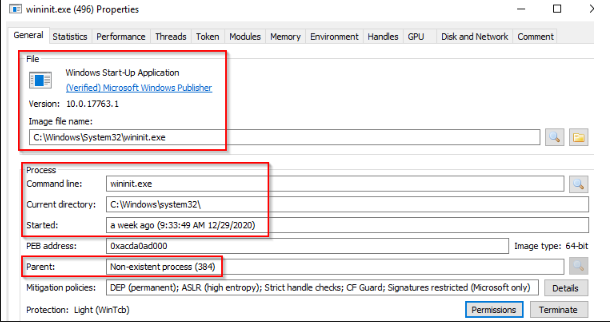 wininit.exe (496) Properties
General Statistics Performance Threads Token Modules Memory Environment Handles GPU Disk and Network Comment
File
Windows Start-Up Application
(Verified) Microsoft Windows Publisher
Version: 10.0.17763.1
Image file name:
C:\Windows\System32\wininit.exe
Process
Command line: wininit.exe
Current directory: C:\Windows\system32\
Started: a week ago (9:33:49 AM 12/29/2020)
PEB address: 0xacda0ad000 Image type: 64-bit
Parent: Non-existent process (384)
Mitigation policies: DEP (permanent); ASLR (high entropy); Strict handle checks; CF Guard; Signatures restricted (Microsoft only) Details
Protection: Light (WinTcb) Permissions Terminate